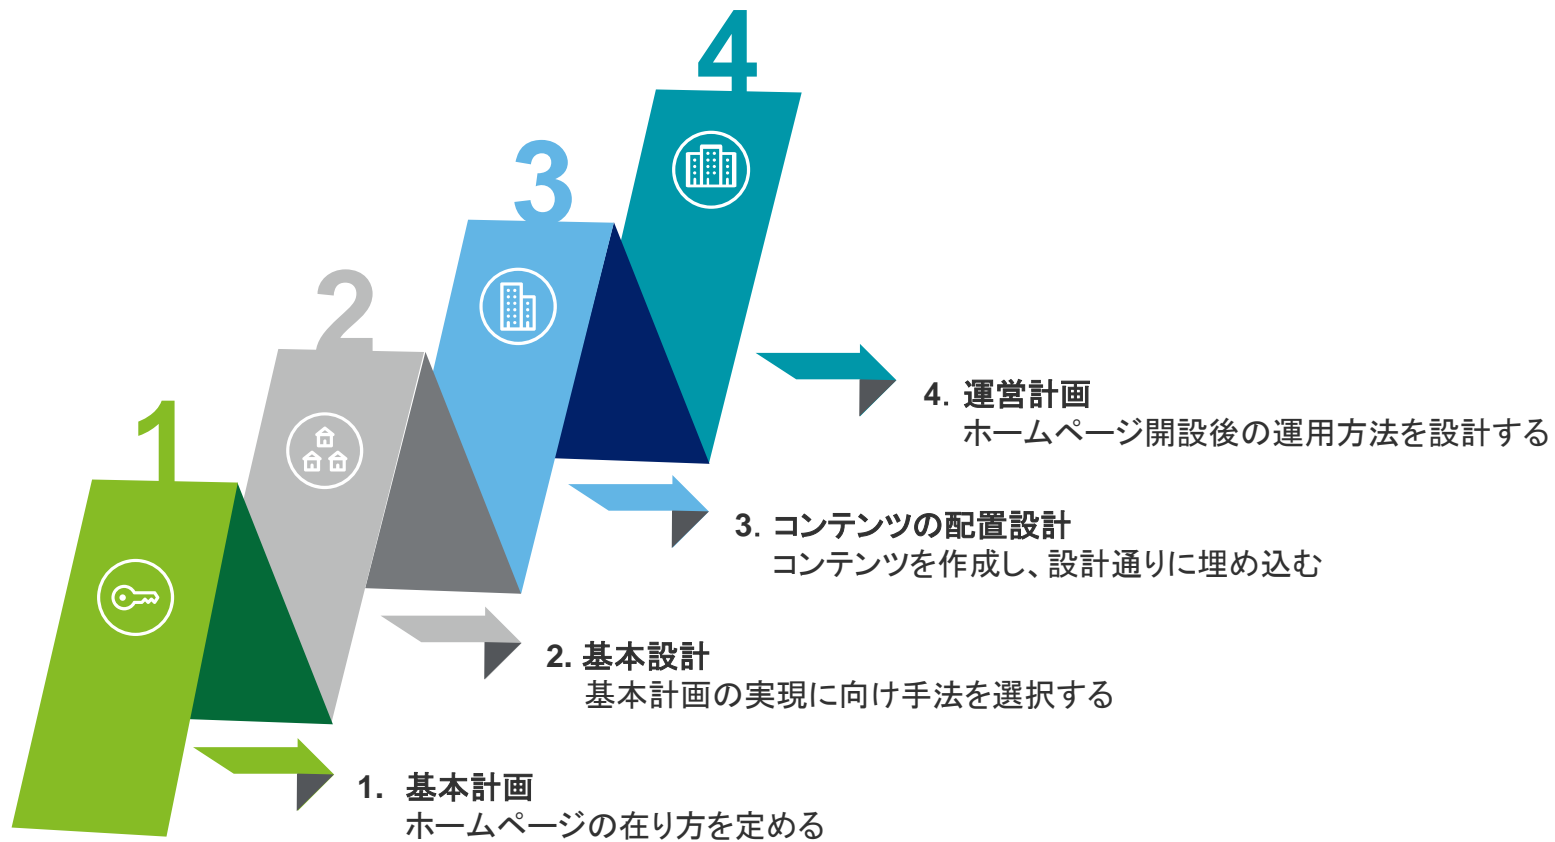 4
3
2
1
4. 運営計画
ホームページ開設後の運用方法を設計する
3. コンテンツの配置設計
コンテンツを作成し、設計通りに埋め込む
2. 基本設計
基本計画の実現に向け手法を選択する
1. 基本計画
ホームページの在り方を定める